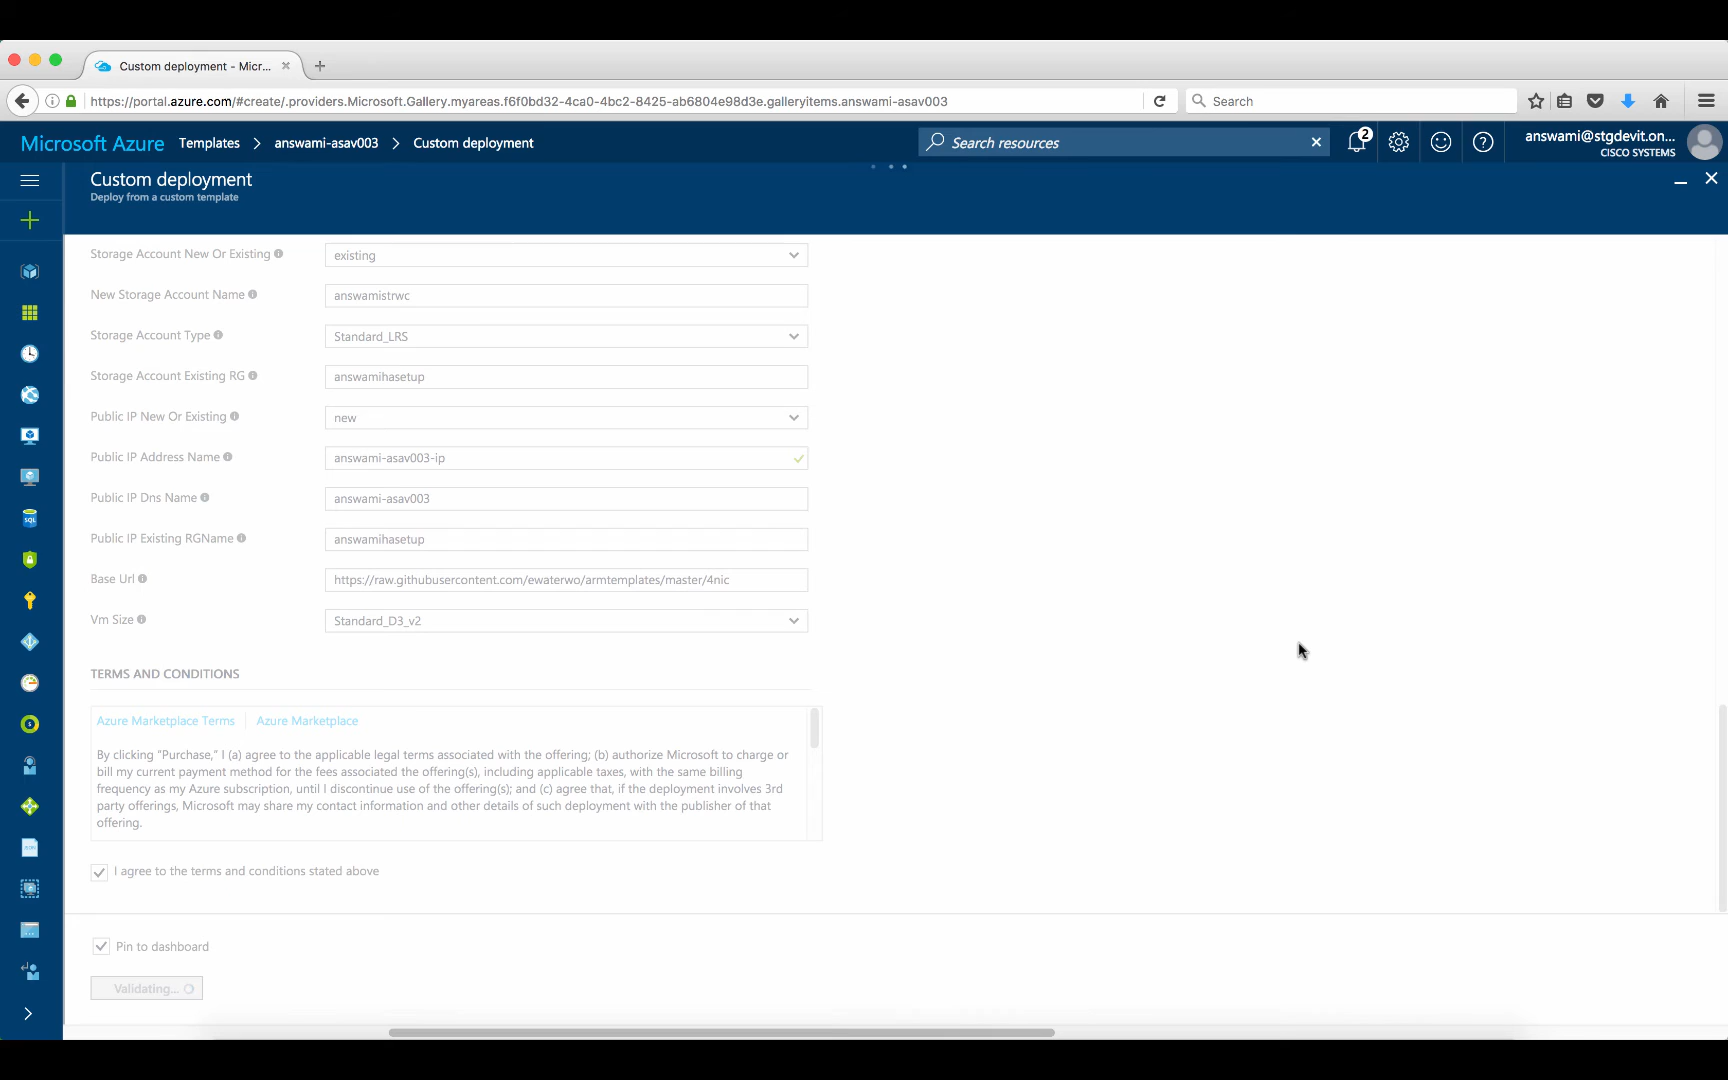 Custom deployment - Micr...
https://portal.azure.com/#create/.providers.Microsoft.Gallery.myareas.f6f0bd32-4ca0-4bc2-8425-ab6804e98d3e.galleryitems.answami-asav003
Search
Microsoft Azure Templates > answami-asav003 > Custom deployment
Search resources
2
answami@stgdevit.on...
CISCO SYSTEMS
Custom deployment
Deploy from a custom template
Storage Account New Or Existing existing
New Storage Account Name answamistrwc
Storage Account Type Standard_LRS
Storage Account Existing RG answamihasetup
Public IP New Or Existing new
Public IP Address Name answami-asav003-ip
Public IP Dns Name answami-asav003
Public IP Existing RGName answamihasetup
Base Url https://raw.githubusercontent.com/ewaterwo/armtemplates/master/4nic
Vm Size Standard_D3_v2
TERMS AND CONDITIONS
Azure Marketplace Terms | Azure Marketplace
By clicking "Purchase," I (a) agree to the applicable legal terms associated with the offering; (b) authorize Microsoft to charge or
bill my current payment method for the fees associated the offering(s), including applicable taxes, with the same billing
frequency as my Azure subscription, until I discontinue use of the offering(s); and (c) agree that, if the deployment involves 3rd
party offerings, Microsoft may share my contact information and other details of such deployment with the publisher of that
offering.
I agree to the terms and conditions stated above
Pin to dashboard
Validating...
SQL